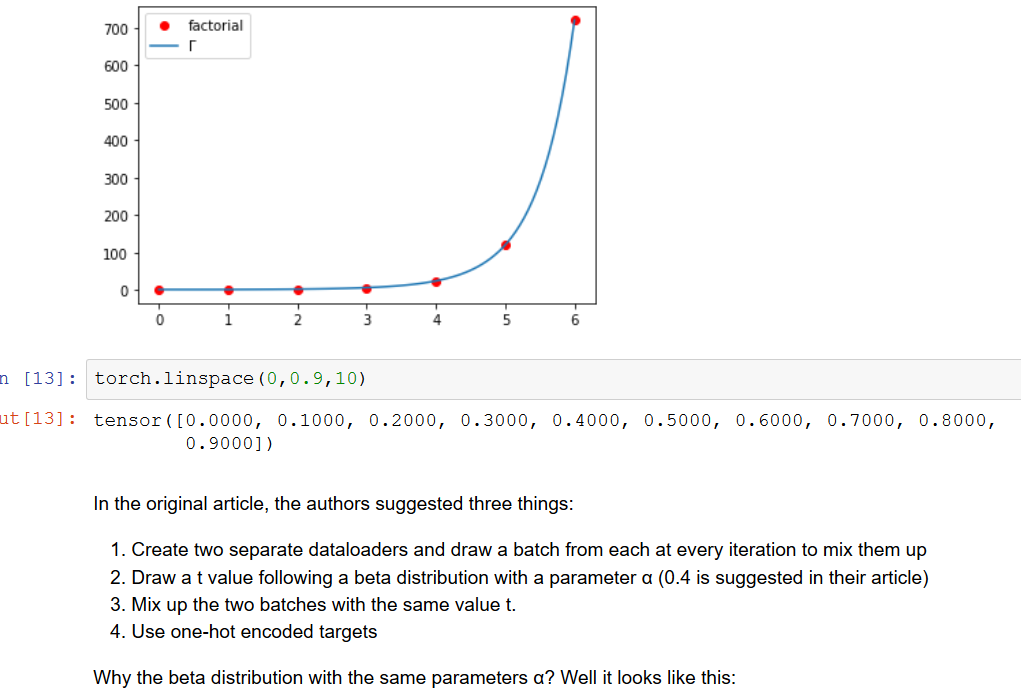 factorial
Γ
700
600
500
400
300
200
100
0
0 1 2 3 4 5 6
n [13]: torch.linspace(0,0.9,10)
ut[13]: tensor([0.0000, 0.1000, 0.2000, 0.3000, 0.4000, 0.5000, 0.6000, 0.7000, 0.8000,
0.9000])
In the original article, the authors suggested three things:
1. Create two separate dataloaders and draw a batch from each at every iteration to mix them up
2. Draw a t value following a beta distribution with a parameter α (0.4 is suggested in their article)
3. Mix up the two batches with the same value t.
4. Use one-hot encoded targets
Why the beta distribution with the same parameters α? Well it looks like this: